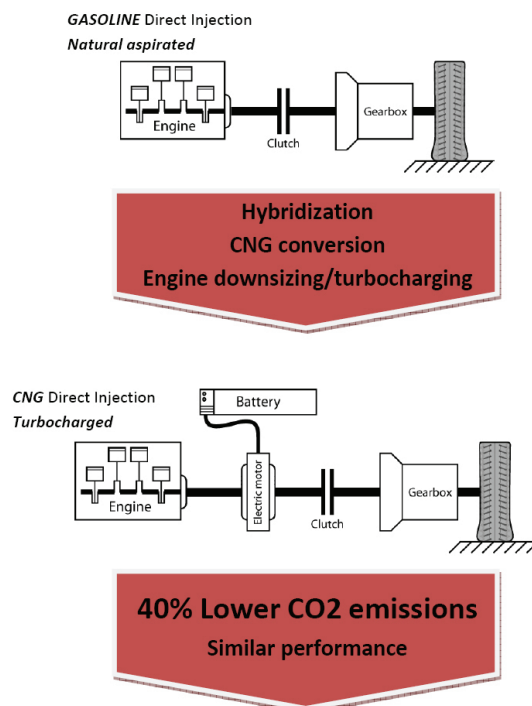 GASOLINE Direct Injection
Natural aspirated
Engine
Clutch
Gearbox
Hybridization
CNG conversion
Engine downsizing/turbocharging
CNG Direct Injection
Turbocharged
Battery
Engine
Electric motor
Clutch
Gearbox
40% Lower CO2 emissions
Similar performance